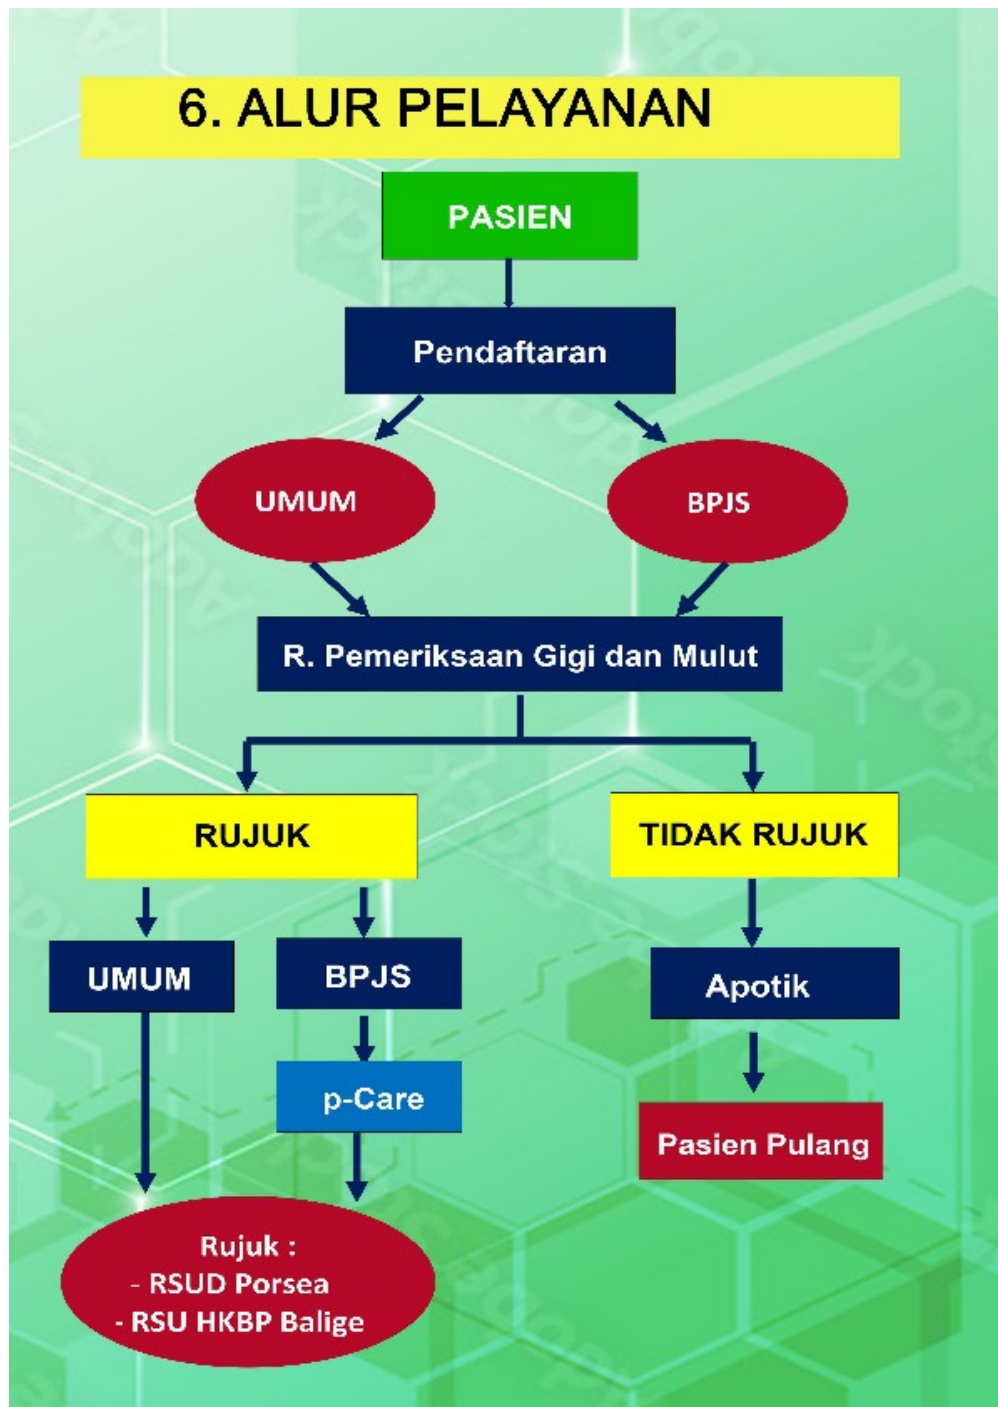 6. ALUR PELAYANAN
PASIEN
Pendaftaran
UMUM
BPJS
R. Pemeriksaan Gigi dan Mulut
RUJUK
TIDAK RUJUK
UMUM
BPJS
Apotik
p-Care
Pasien Pulang
Rujuk :
- RSUD Porsea
- RSU HKBP Balige